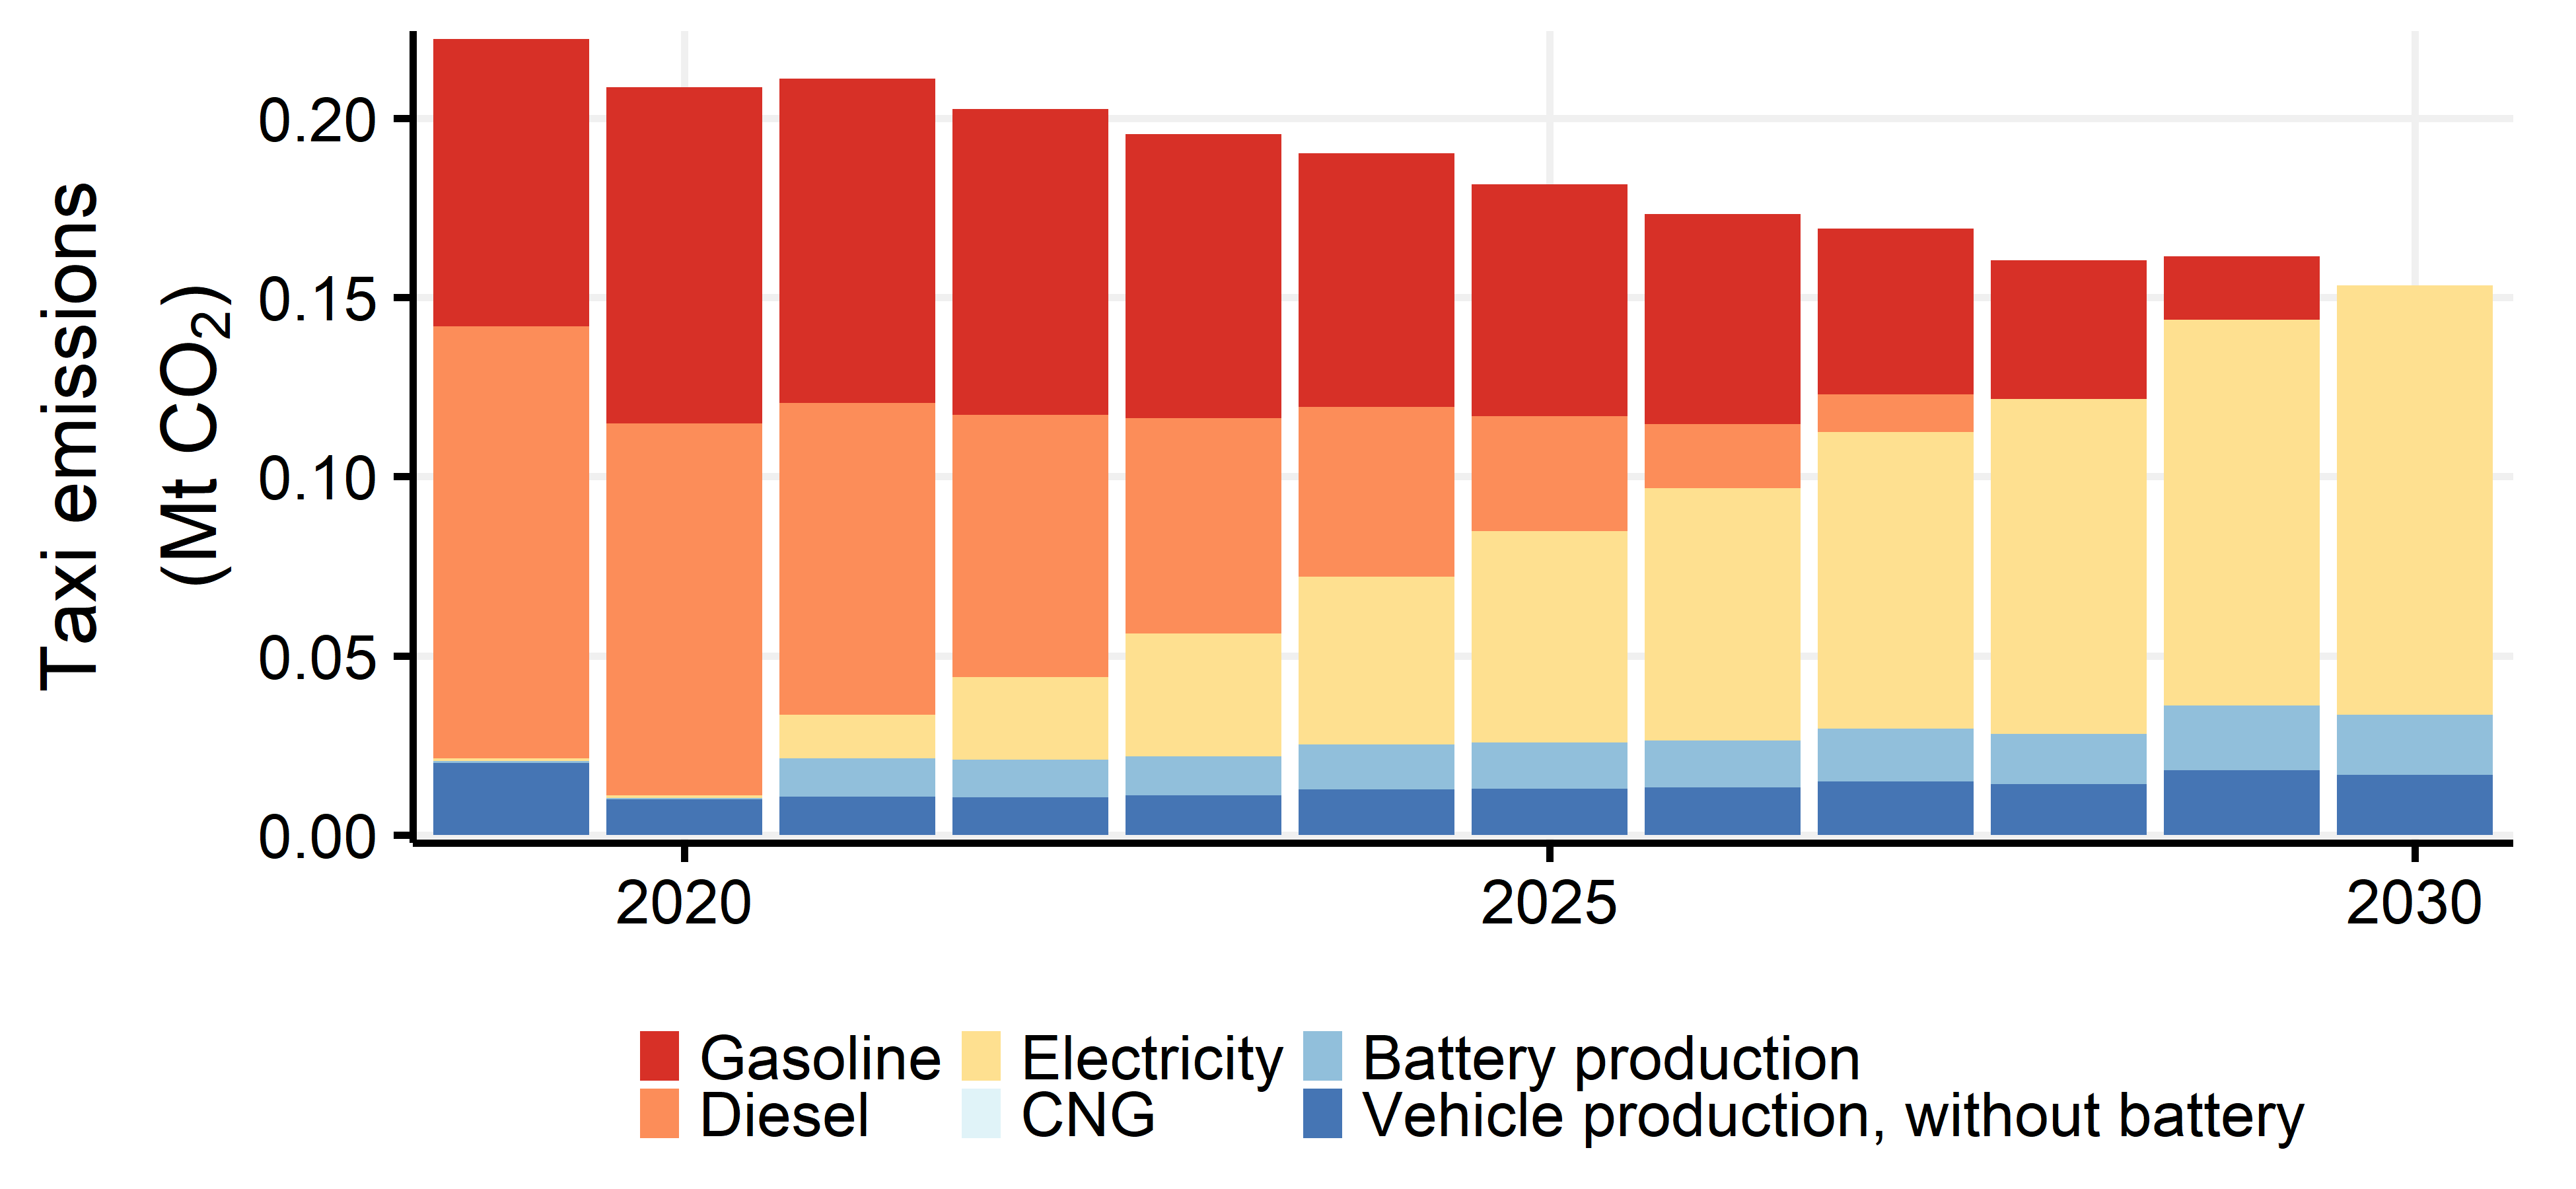 Taxi emissions
(Mt CO₂)
0.20
0.15
0.10
0.05
0.00
2020 2025 2030
Gasoline Electricity Battery production
Diesel CNG Vehicle production, without battery